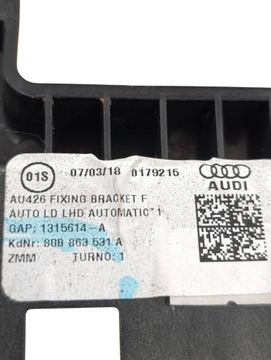 01S
07/03/18 0179215
AUDI
AU426 FIXING BRACKET F
AUTO LD LHD AUTOMATIC*1
GAP: 1315614-A
KdNr: 80B 863 531 A
ZMM TURNO: 1